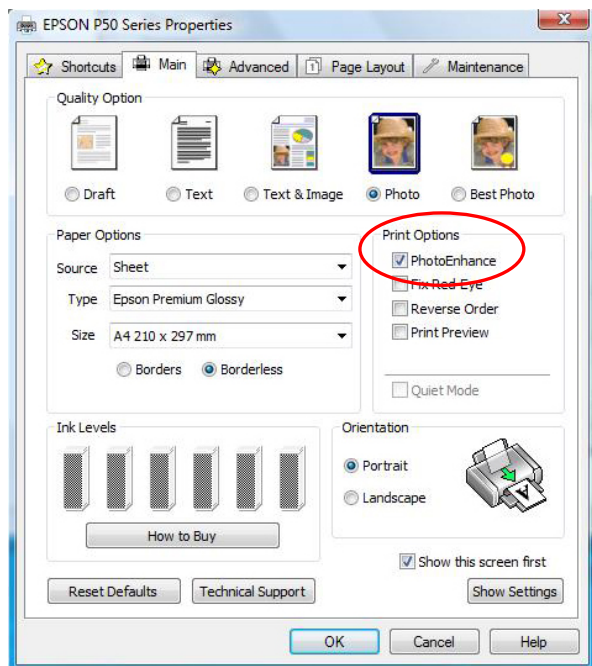 EPSON P50 Series Properties
Shortcuts Main Advanced 1 Page Layout Maintenance
Quality Option
Draft Text Text & Image Photo Best Photo
Paper Options
Source Sheet
Type Epson Premium Glossy
Size A4 210 x 297 mm
Borders Borderless
Print Options
PhotoEnhance
Fix Red-Eye
Reverse Order
Print Preview
Quiet Mode
Ink Levels
How to Buy
Orientation
Portrait
Landscape
A
Show this screen first
Reset Defaults Technical Support Show Settings
OK Cancel Help